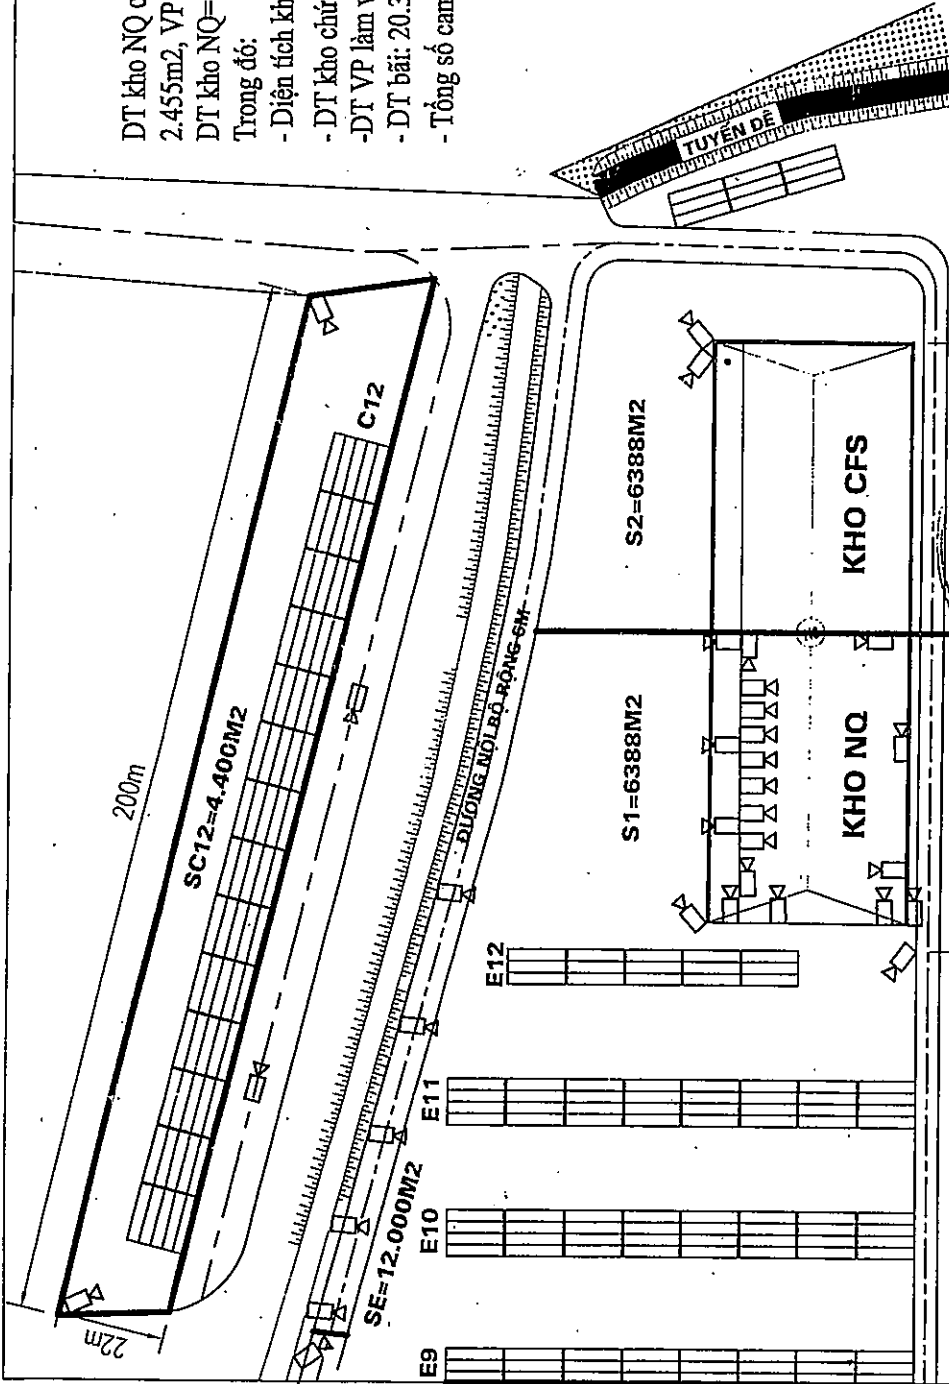 DT kho NQ
2.455m2, VP
DT kho NQ=
Trong đó:
- Diện tích
- DT kho chứ
-DT VP làm
- DT bãi: 20.3
- Tổng số cam
TUYẾN ĐÊ
200m
22m
C12
SC12=4.400M2
ĐƯỜNG NỘI BỘ RỘNG 6M
SE=12.000M2
S2=6388M2
S1=6388M2
KHO CFS
KHO NQ
E12
E11
E10
E9